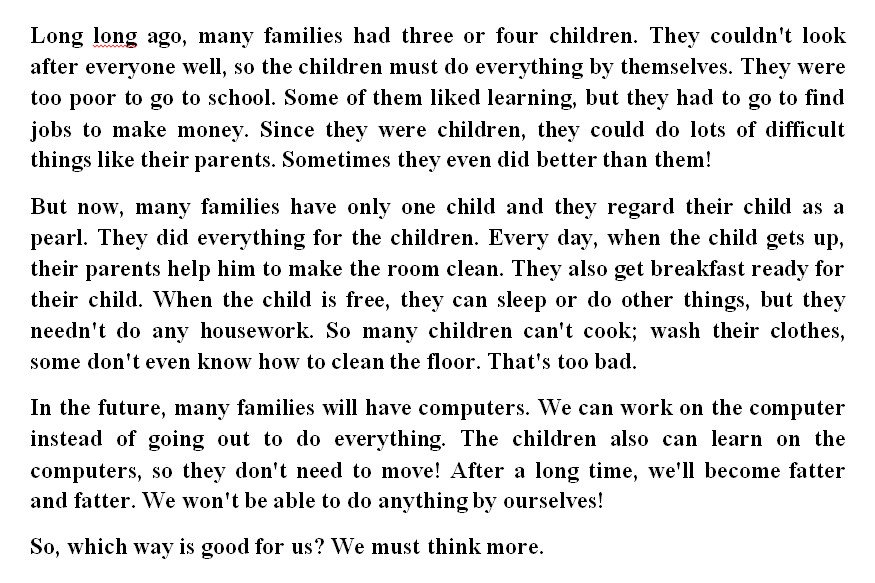 Long long ago, many families had three or four children. They couldn't look
after everyone well, so the children must do everything by themselves. They were
too poor to go to school. Some of them liked learning, but they had to go to find
jobs to make money. Since they were children, they could do lots of difficult
things like their parents. Sometimes they even did better than them!
But now, many families have only one child and they regard their child as a
pearl. They did everything for the children. Every day, when the child gets up,
their parents help him to make the room clean. They also get breakfast ready for
their child. When the child is free, they can sleep or do other things, but they
needn't do any housework. So many children can't cook; wash their clothes,
some don't even know how to clean the floor. That's too bad.
In the future, many families will have computers. We can work on the computer
instead of going out to do everything. The children also can learn on the
computers, so they don't need to move! After a long time, we'll become fatter
and fatter. We won't be able to do anything by ourselves!
So, which way is good for us? We must think more.